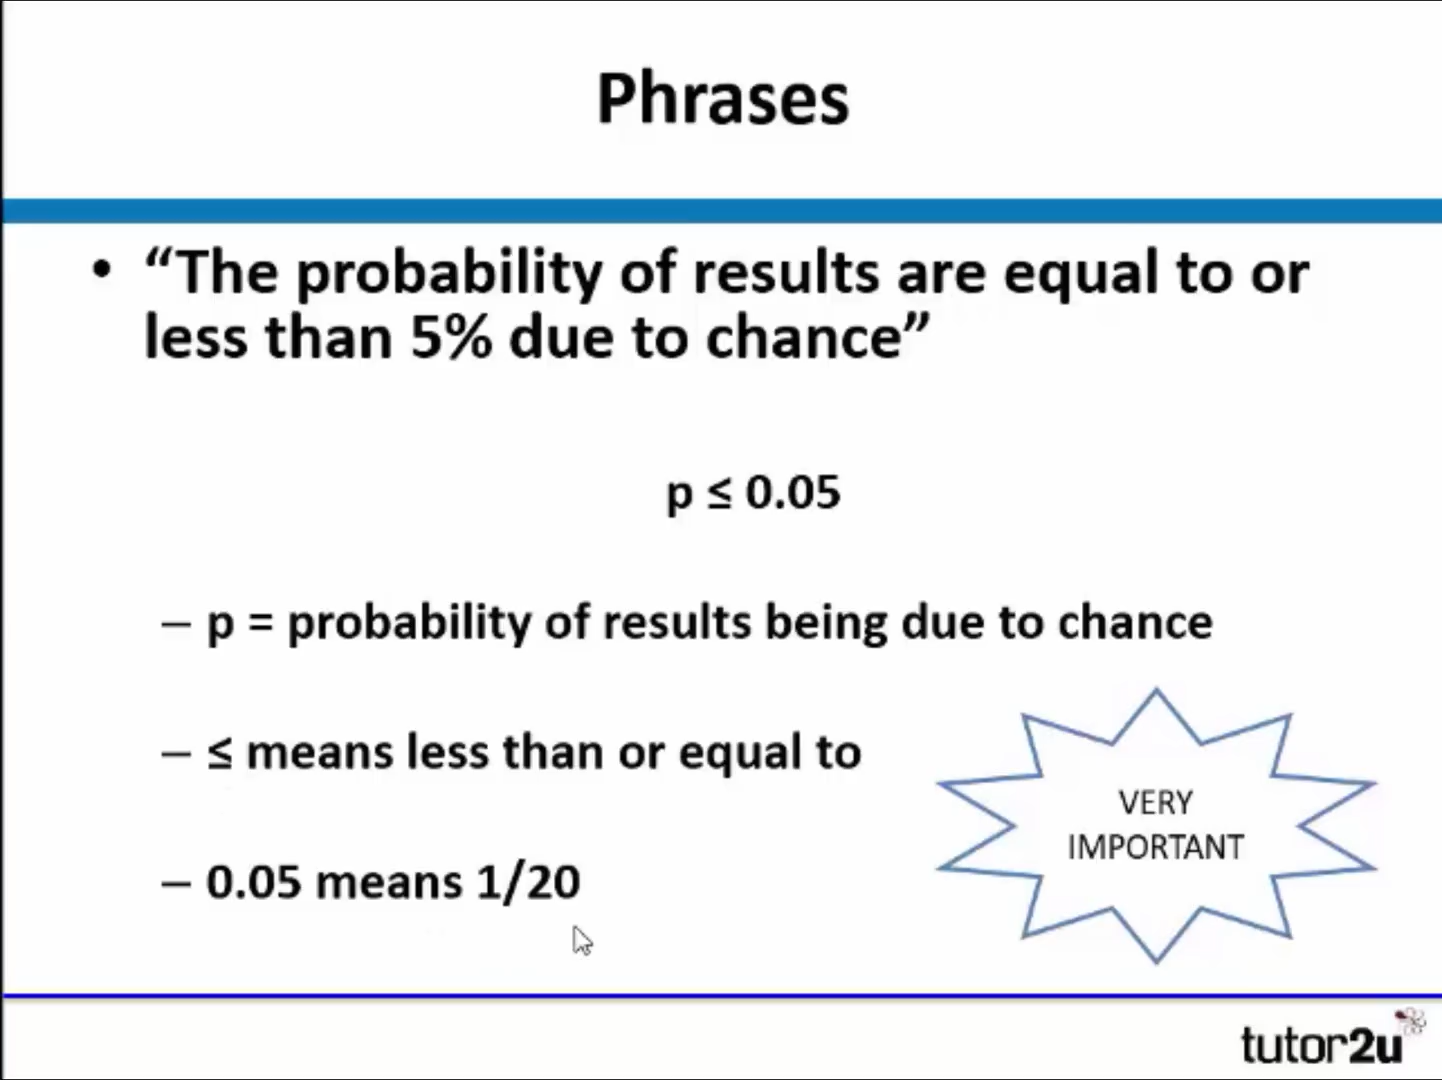 Phrases
• “The probability of results are equal to or
less than 5% due to chance”
p ≤ 0.05
– p = probability of results being due to chance
– ≤ means less than or equal to
– 0.05 means 1/20
VERY
IMPORTANT
tutor2u